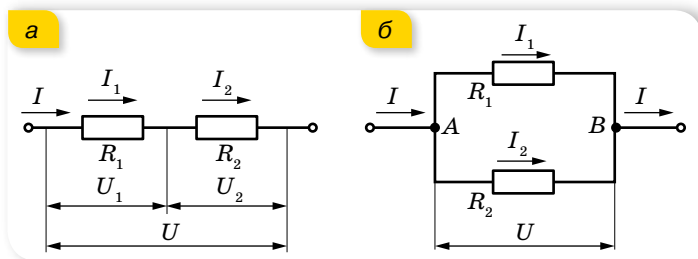 а
I I₁ I₂
R₁ R₂
U₁ U₂
U
б
I₁
I R₁ I
A B
I₂
R₂
U